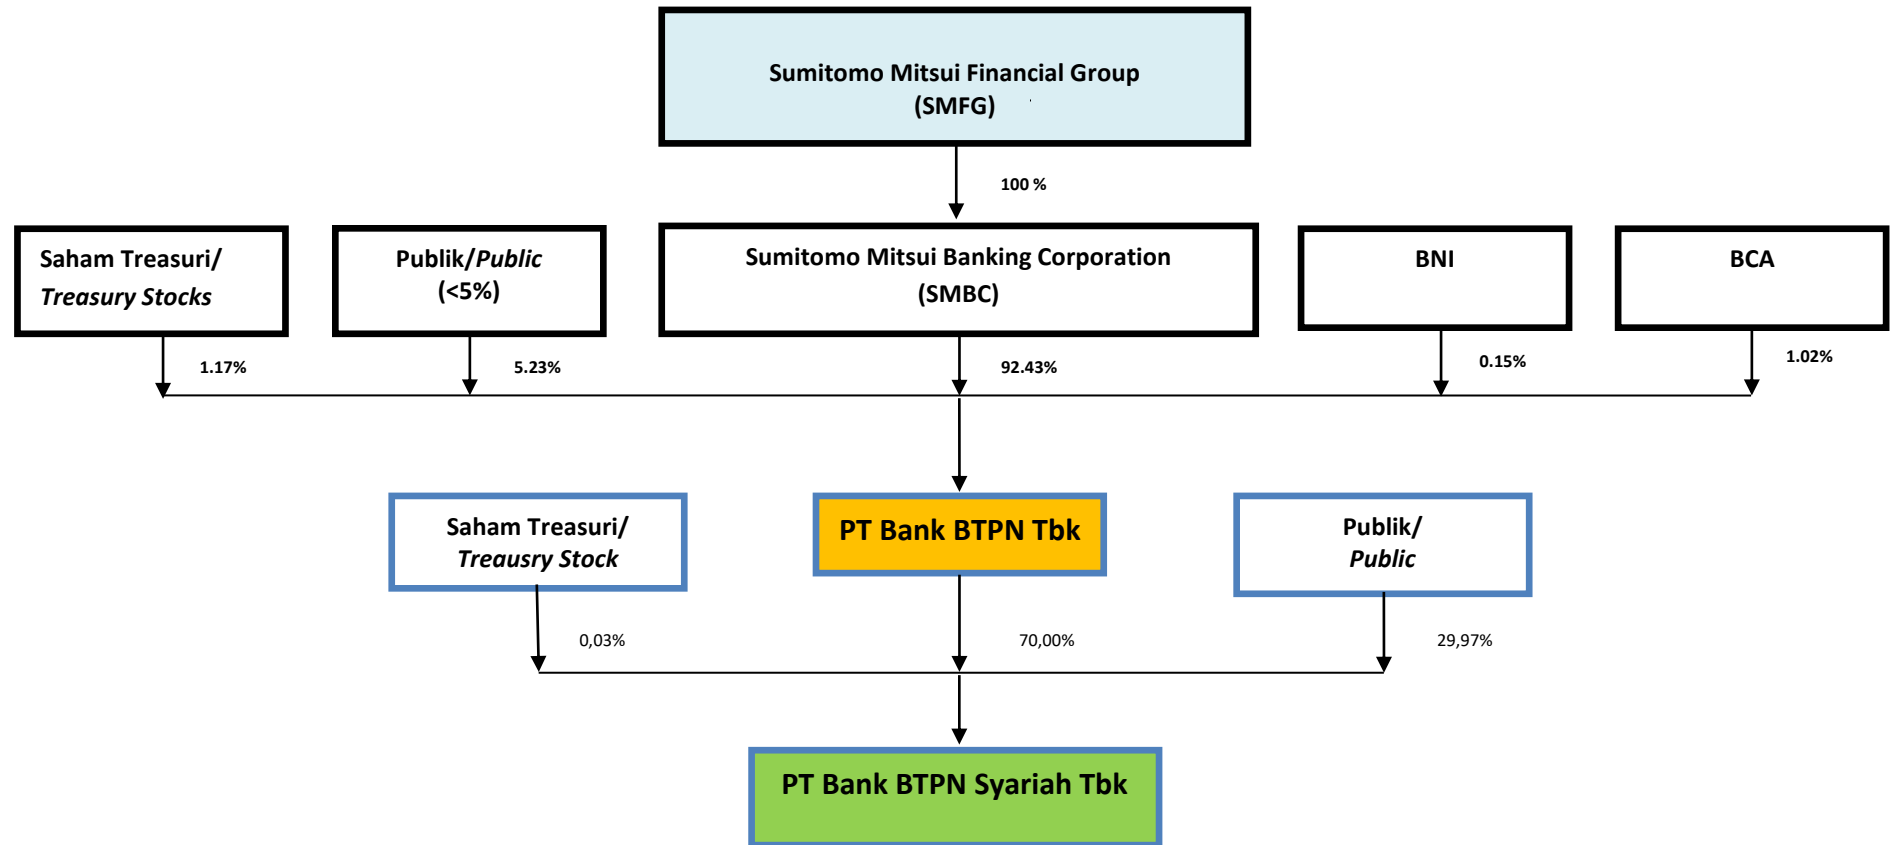 Sumitomo Mitsui Financial Group
(SMFG)
100 %
Saham Treasuri/
Treasury Stocks
Publik/Public
(<5%)
Sumitomo Mitsui Banking Corporation
(SMBC)
BNI
BCA
1.17%
5.23%
92.43%
0.15%
1.02%
Saham Treasuri/
Treausry Stock
PT Bank BTPN Tbk
Publik/
Public
0,03%
70,00%
29,97%
PT Bank BTPN Syariah Tbk